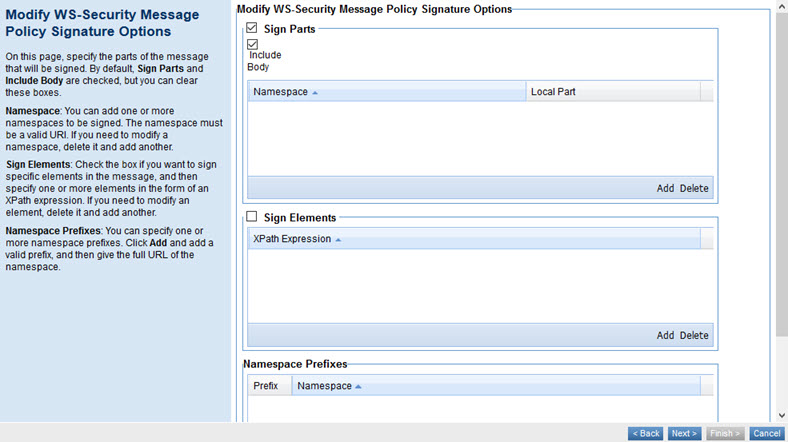 Modify WS-Security Message
Policy Signature Options
On this page, specify the parts of the message
that will be signed. By default, Sign Parts and
Include Body are checked, but you can clear
these boxes.
Namespace: You can add one or more
namespaces to be signed. The namespace must
be a valid URI. If you need to modify a
namespace, delete it and add another.
Sign Elements: Check the box if you want to sign
specific elements in the message, and then
specify one or more elements in the form of an
XPath expression. If you need to modify an
element, delete it and add another.
Namespace Prefixes: You can specify one or
more namespace prefixes. Click Add and add a
valid prefix, and then give the full URL of the
namespace.
Modify WS-Security Message Policy Signature Options
Sign Parts
Include
Body
Namespace Local Part
Add Delete
Sign Elements
XPath Expression
Add Delete
Namespace Prefixes
Prefix Namespace
< Back Next > Finish > Cancel